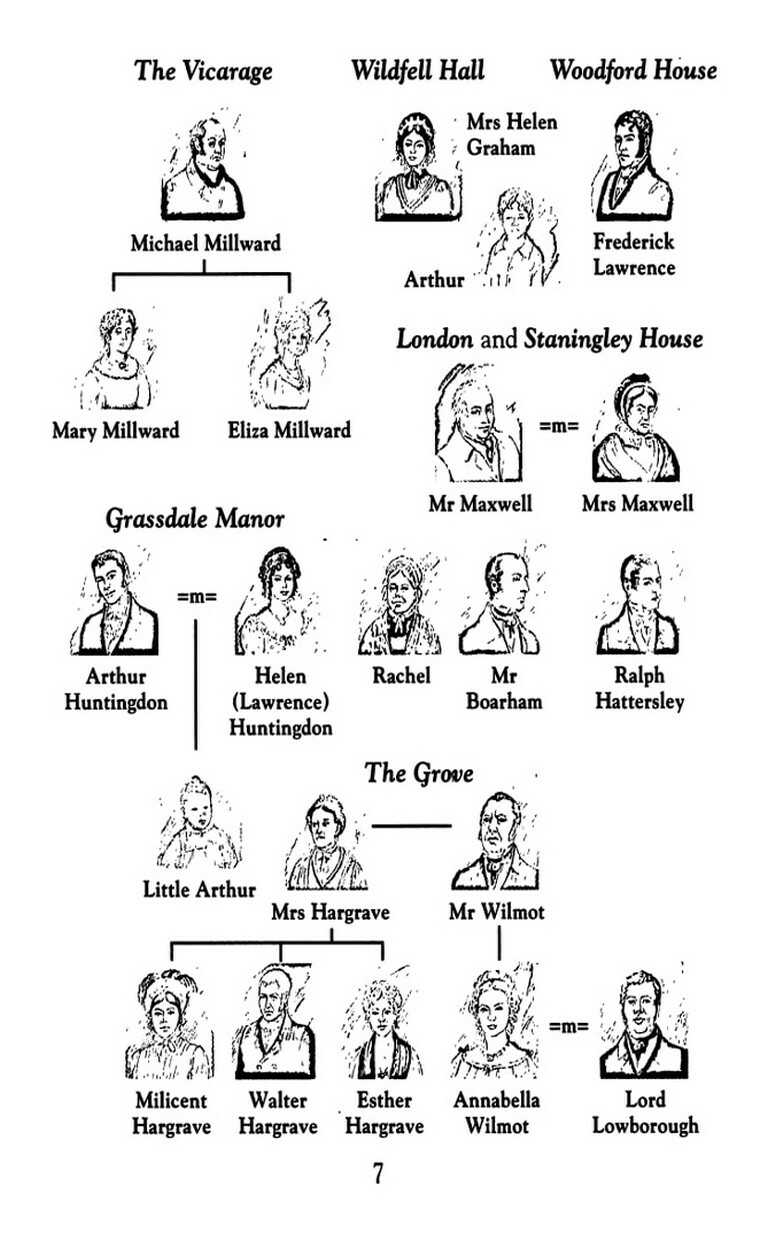 The Vicarage
Wildfell Hall
Woodford House
Mrs Helen
Graham
Michael Millward
Arthur
Frederick
Lawrence
Mary Millward
Eliza Millward
London and Staningley House
=m=
Mr Maxwell
Mrs Maxwell
Grassdale Manor
=m=
Arthur
Huntingdon
Helen
(Lawrence)
Huntingdon
Rachel
Mr
Boarham
Ralph
Hattersley
The Grove
Little Arthur
Mrs Hargrave
Mr Wilmot
=m=
Milicent
Hargrave
Walter
Hargrave
Esther
Hargrave
Annabella
Wilmot
Lord
Lowborough
7